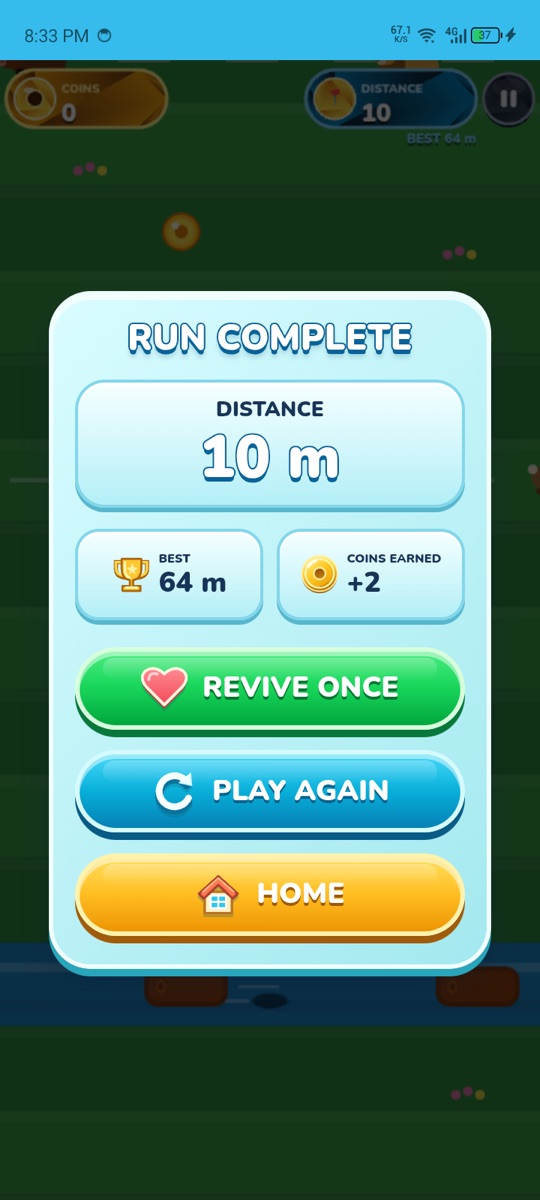 8:33 PM
67.1
K/S
4G
37
COINS
0
DISTANCE
10
BEST 64 m
RUN COMPLETE
DISTANCE
10 m
BEST
64 m
COINS EARNED
+2
REVIVE ONCE
PLAY AGAIN
HOME